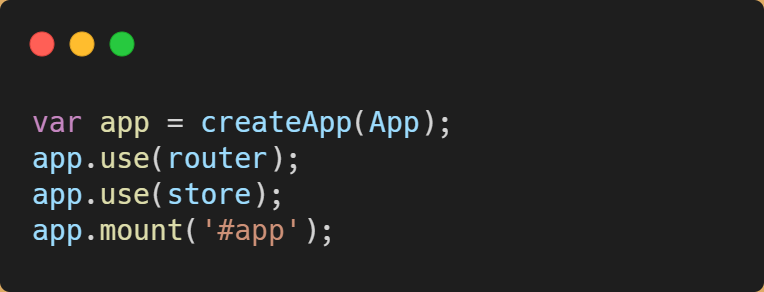 var app = createApp(App);
app.use(router);
app.use(store);
app.mount('#app');